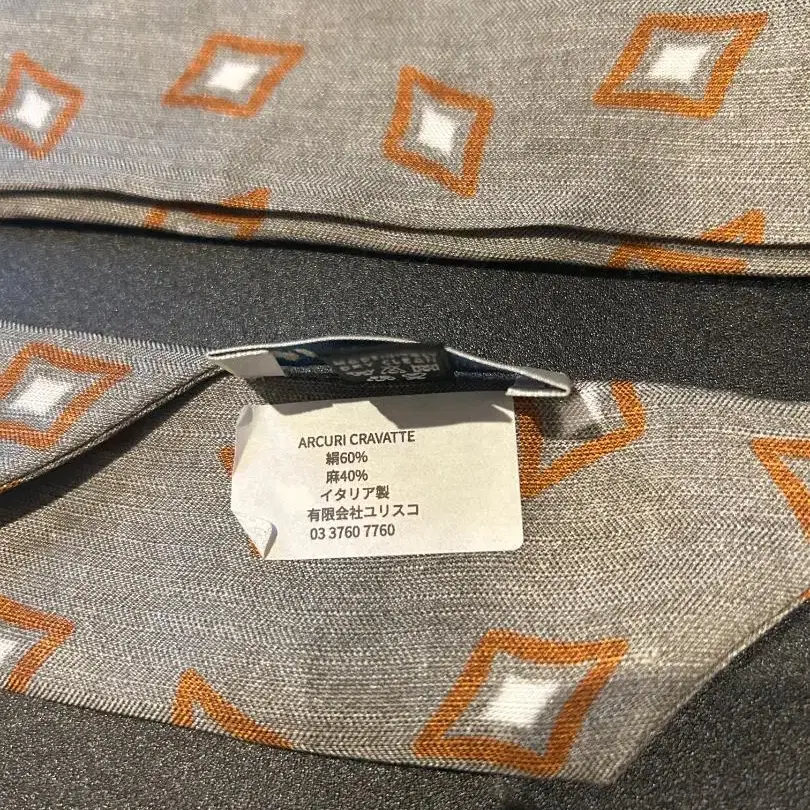 ARCURI CRAVATTE
絹60%
麻40%
イタリア製
有限会社ユリスコ
03 3760 7760